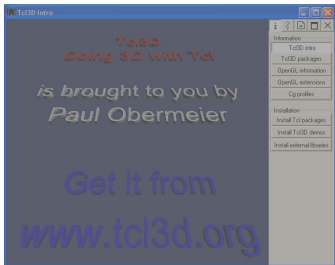 Tcl3D intro
Tcl3D
Doing 3D with Tcl
is brought to you by
Paul Obermeier
Get it from
www.tcl3d.org
Information
Tcl3D intro
Tcl3D packages
OpenGL information
OpenGL extensions
Cg profiles
Installation
Install Tcl packages
Install Tcl3D demos
Install external libraries